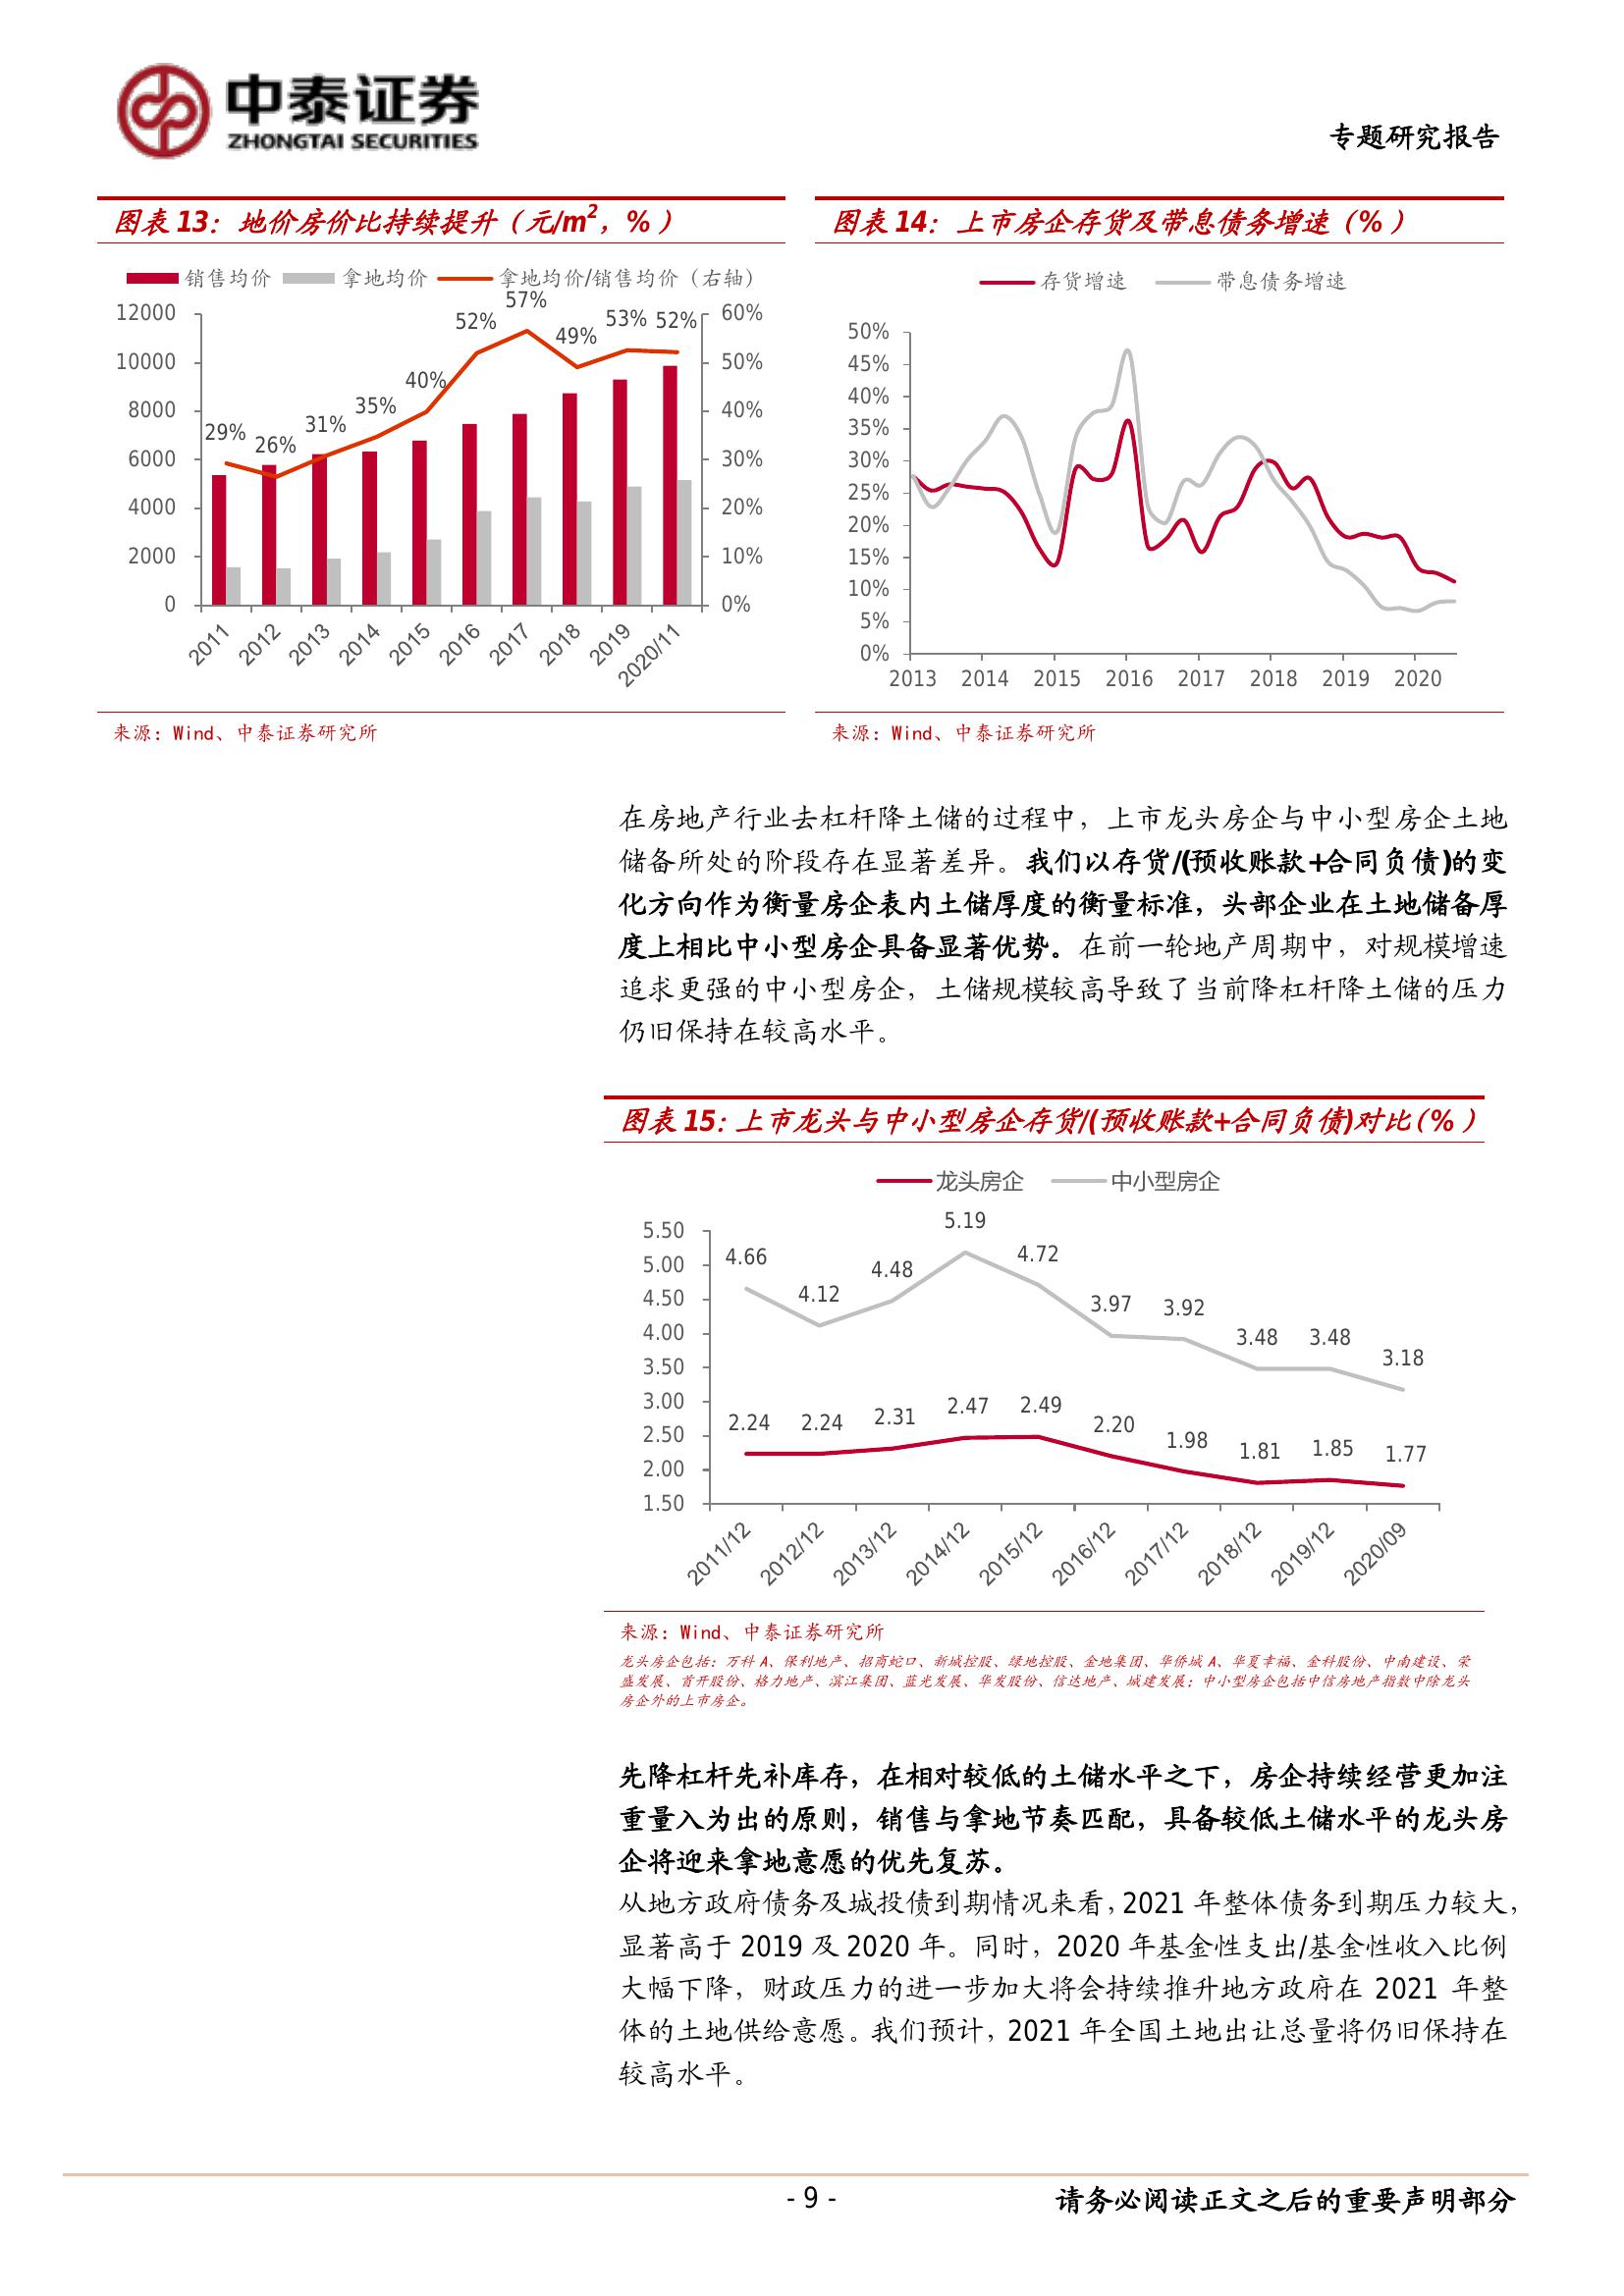 中泰证券
ZHONGTAI SECURITIES
专题研究报告
图表 13：地价房价比持续提升（元/m²，%）
销售均价 拿地均价 拿地均价/销售均价（右轴）
12000
10000
8000
6000
4000
2000
0
60%
50%
40%
30%
20%
10%
0%
29%
26%
31%
35%
40%
52%
57%
49%
53%
52%
2011
2012
2013
2014
2015
2016
2017
2018
2019
2020/11
来源：Wind、中泰证券研究所
图表 14：上市房企存货及带息债务增速（%）
存货增速 带息债务增速
50%
45%
40%
35%
30%
25%
20%
15%
10%
5%
0%
2013 2014 2015 2016 2017 2018 2019 2020
来源：Wind、中泰证券研究所
在房地产行业去杠杆降土储的过程中，上市龙头房企与中小型房企土地
储备所处的阶段存在显著差异。我们以存货/(预收账款+合同负债)的变
化方向作为衡量房企表内土储厚度的衡量标准，头部企业在土地储备厚
度上相比中小型房企具备显著优势。在前一轮地产周期中，对规模增速
追求更强的中小型房企，土储规模较高导致了当前降杠杆降土储的压力
仍旧保持在较高水平。
图表 15：上市龙头与中小型房企存货/(预收账款+合同负债)对比（%）
龙头房企 中小型房企
5.50
5.00
4.50
4.00
3.50
3.00
2.50
2.00
1.50
4.66
4.12
4.48
5.19
4.72
3.97
3.92
3.48
3.48
3.18
2.24
2.24
2.31
2.47
2.49
2.20
1.98
1.81
1.85
1.77
2011/12
2012/12
2013/12
2014/12
2015/12
2016/12
2017/12
2018/12
2019/12
2020/09
来源：Wind、中泰证券研究所
龙头房企包括：万科 A、保利地产、招商蛇口、新城控股、绿地控股、金地集团、华侨城 A、华夏幸福、金科股份、中南建设、荣
盛发展、首开股份、格力地产、滨江集团、蓝光发展、华发股份、信达地产、城建发展；中小型房企包括中信房地产指数中除龙头
房企外的上市房企。
先降杠杆先补库存，在相对较低的土储水平之下，房企持续经营更加注
重量入为出的原则，销售与拿地节奏匹配，具备较低土储水平的龙头房
企将迎来拿地意愿的优先复苏。
从地方政府债务及城投债到期情况来看，2021 年整体债务到期压力较大，
显著高于 2019 及 2020 年。同时，2020 年基金性支出/基金性收入比例
大幅下降，财政压力的进一步加大将会持续推升地方政府在 2021 年整
体的土地供给意愿。我们预计，2021 年全国土地出让总量将仍旧保持在
较高水平。
- 9 -
请务必阅读正文之后的重要声明部分